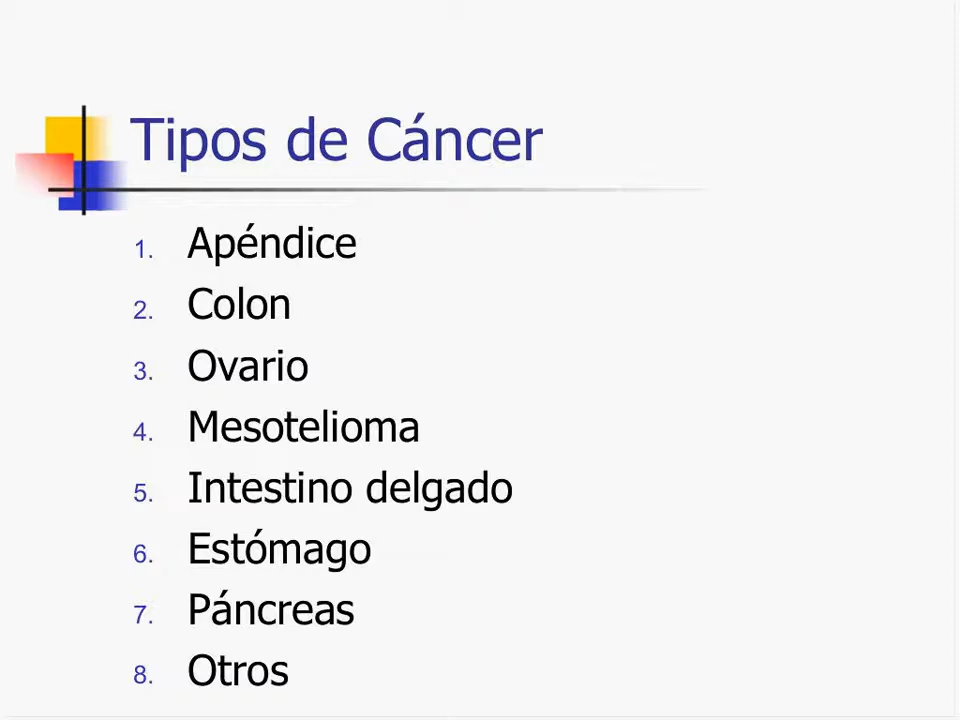 Tipos de Cáncer
1. Apéndice
2. Colon
3. Ovario
4. Mesotelioma
5. Intestino delgado
6. Estómago
7. Páncreas
8. Otros